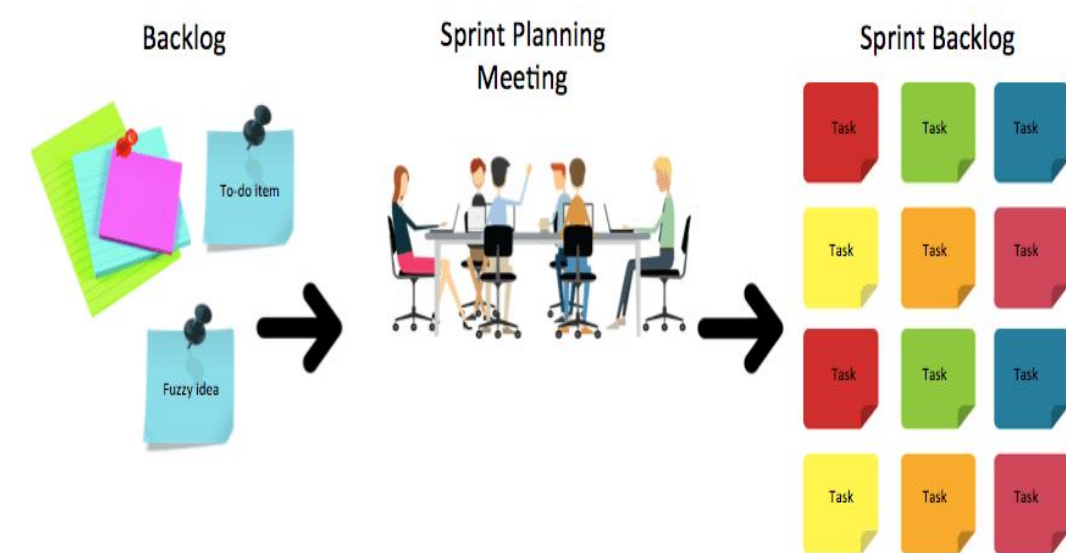 Backlog
To-do item
Fuzzy idea
Sprint Planning
Meeting
Sprint Backlog
Task Task Task
Task Task Task
Task Task Task
Task Task Task